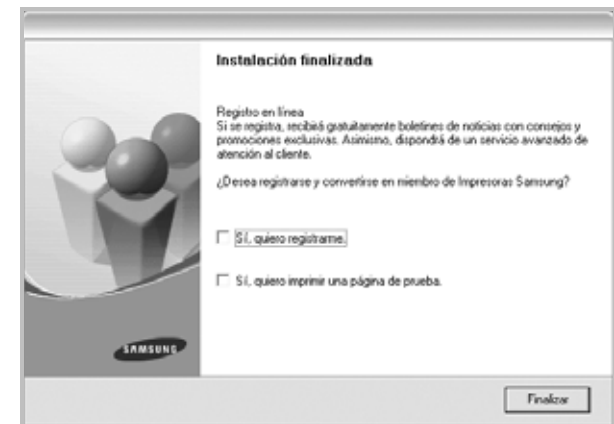 Instalación finalizada
Registro en línea
Si se registra, recibirá gratuitamente boletines de noticias con consejos y
promociones exclusivas. Asimismo, dispondrá de un servicio avanzado de
atención al cliente.
¿Desea registrarse y convertirse en miembro de Impresoras Samsung?
Sí, quiero registrarme.
Sí, quiero imprimir una página de prueba.
SAMSUNG
Finalizar